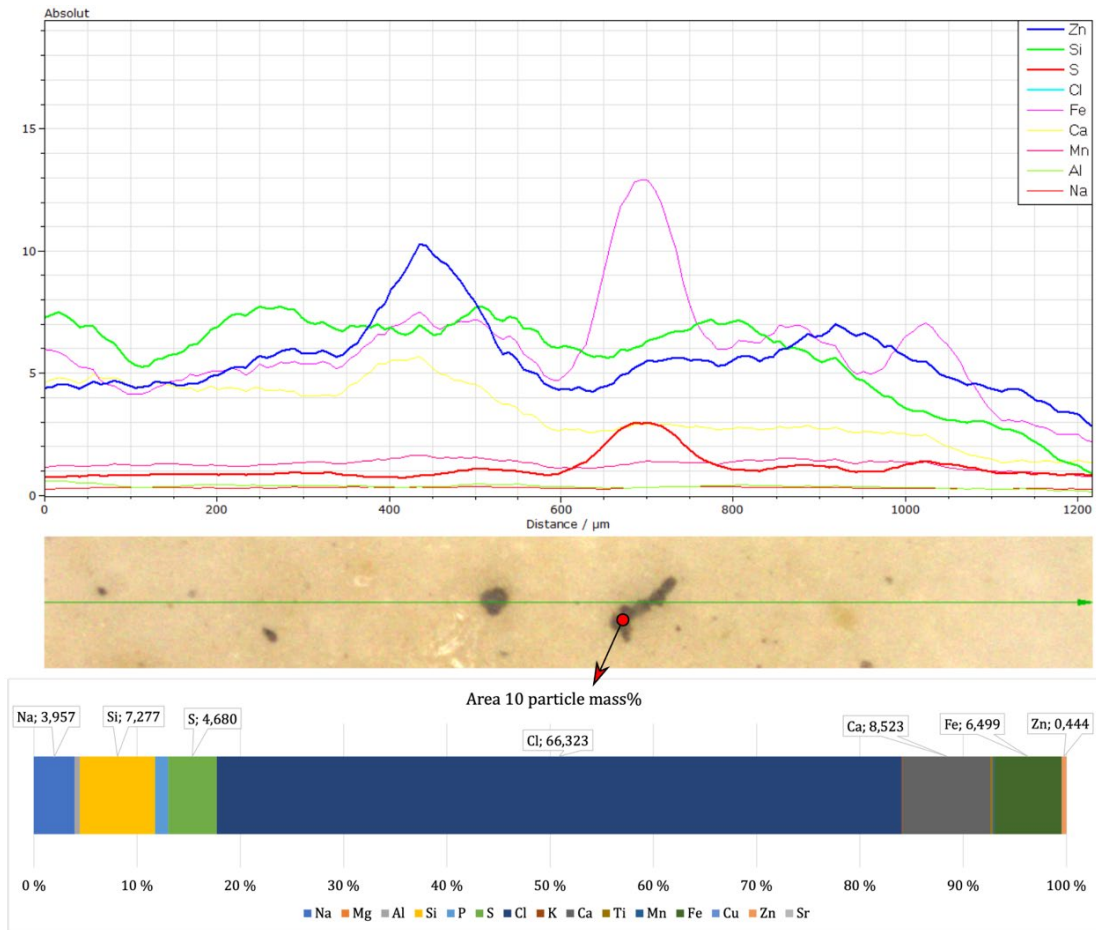 Absolut
Zn
Si
S
Cl
Fe
Ca
Mn
Al
Na
15
10
5
0
0 200 400 600 800 1000 1200
Distance / µm
Area 10 particle mass%
Na; 3,957 Si; 7,277 S; 4,680 Cl; 66,323 Ca; 8,523 Fe; 6,499 Zn; 0,444
0 % 10 % 20 % 30 % 40 % 50 % 60 % 70 % 80 % 90 % 100 %
Na Mg Al Si P S Cl K Ca Ti Mn Fe Cu Zn Sr